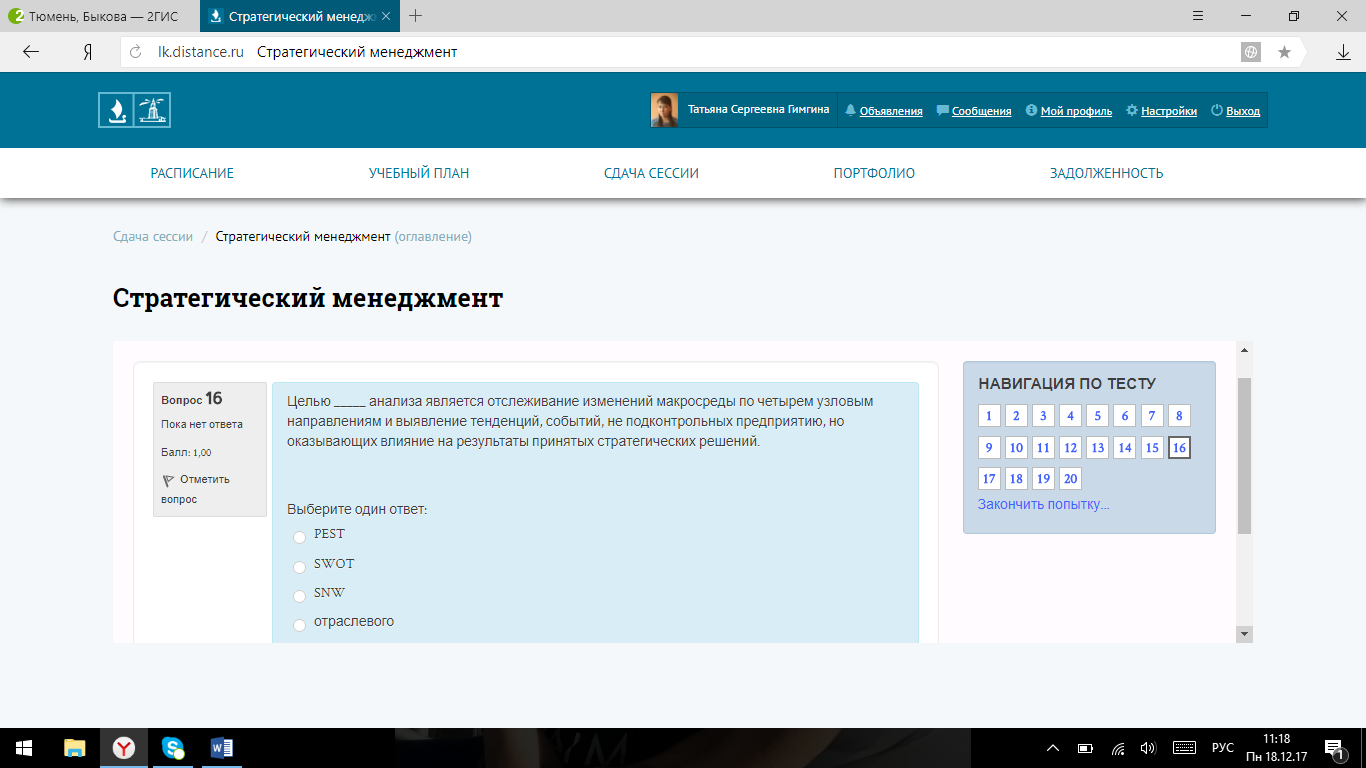 Тюмень, Быкова — 2ГИС
Стратегический менедж
lk.distance.ru Стратегический менеджмент
Татьяна Сергеевна Гимгина Объявления Сообщения Мой профиль Настройки Выход
РАСПИСАНИЕ УЧЕБНЫЙ ПЛАН СДАЧА СЕССИИ ПОРТФОЛИО ЗАДОЛЖЕННОСТЬ
Сдача сессии / Стратегический менеджмент (оглавление)
Стратегический менеджмент
Вопрос 16
Пока нет ответа
Балл: 1,00
Отметить
вопрос
Целью _____ анализа является отслеживание изменений макросреды по четырем узловым
направлениям и выявление тенденций, событий, не подконтрольных предприятию, но
оказывающих влияние на результаты принятых стратегических решений.
Выберите один ответ:
PEST
SWOT
SNW
отраслевого
НАВИГАЦИЯ ПО ТЕСТУ
1 2 3 4 5 6 7 8
9 10 11 12 13 14 15 16
17 18 19 20
Закончить попытку...
РУС
11:18
Пн 18.12.17
1